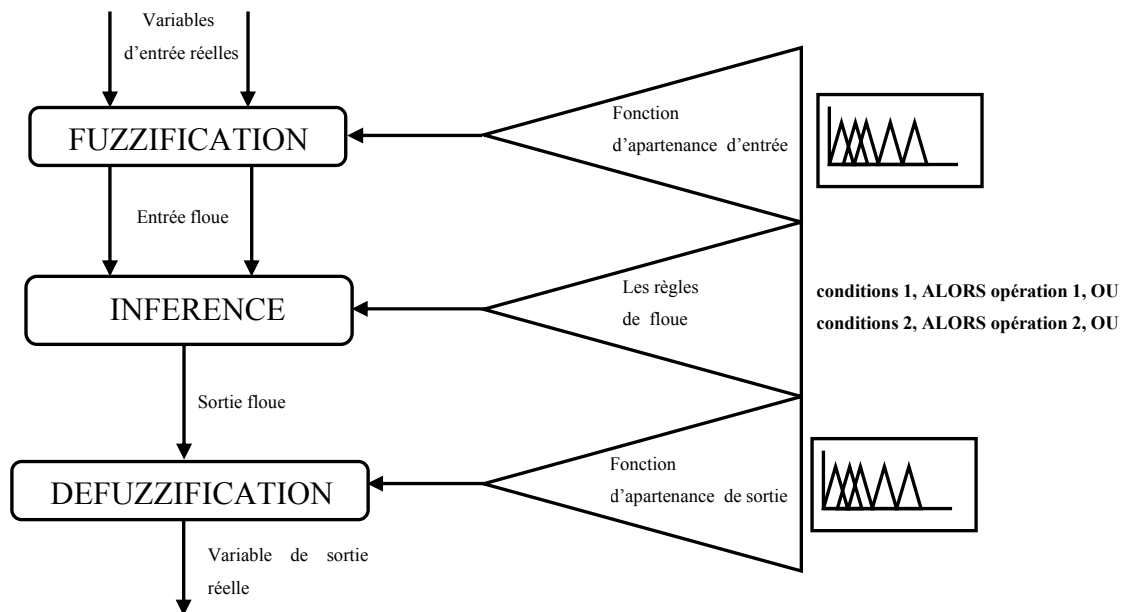 Variables
d'entrée réelles
FUZZIFICATION
Fonction
d'apartenance d'entrée
Entrée floue
INFERENCE
Les règles
de floue
conditions 1, ALORS opération 1, OU
conditions 2, ALORS opération 2, OU
Sortie floue
DEFUZZIFICATION
Fonction
d'apartenance de sortie
Variable de sortie
réelle